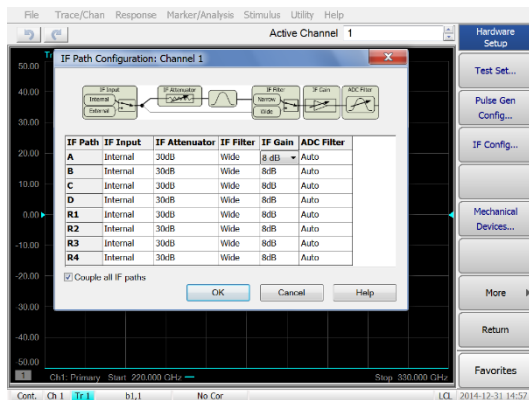 File Trace/Chan Response Marker/Analysis Stimulus Utility Help
Active Channel 1
Hardware Setup
50.00 Tr
IF Path Configuration: Channel 1
Test Set...
IF Input IF Attenuator IF Filter IF Gain ADC Filter
Internal Narrow
External Wide
40.00
Pulse Gen Config...
30.00
IF Path IF Input IF Attenuator IF Filter IF Gain ADC Filter
A Internal 30dB Wide 8 dB Auto
IF Config...
20.00
B Internal 30dB Wide 8dB Auto
C Internal 30dB Wide 8dB Auto
10.00
D Internal 30dB Wide 8dB Auto
R1 Internal 30dB Wide 8dB Auto
0.00
Mechanical Devices...
R2 Internal 30dB Wide 8dB Auto
R3 Internal 30dB Wide 8dB Auto
-10.00
R4 Internal 30dB Wide 8dB Auto
-20.00
Couple all IF paths
OK Cancel Help
More
-30.00
Return
-40.00
-50.00
Favorites
1 Ch1: Primary Start 220.000 GHz Stop 330.000 GHz
Cont. Ch 1 Tr 1 b1,1 No Cor LCL 2014-12-31 14:57